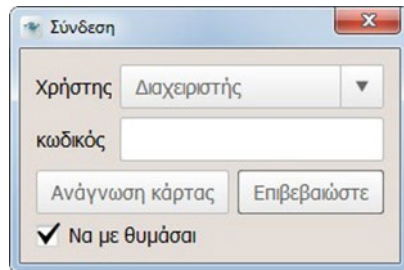 Σύνδεση
Χρήστης Διαχειριστής
κωδικός
Ανάγνωση κάρτας Επιβεβαιώστε
Να με θυμάσαι